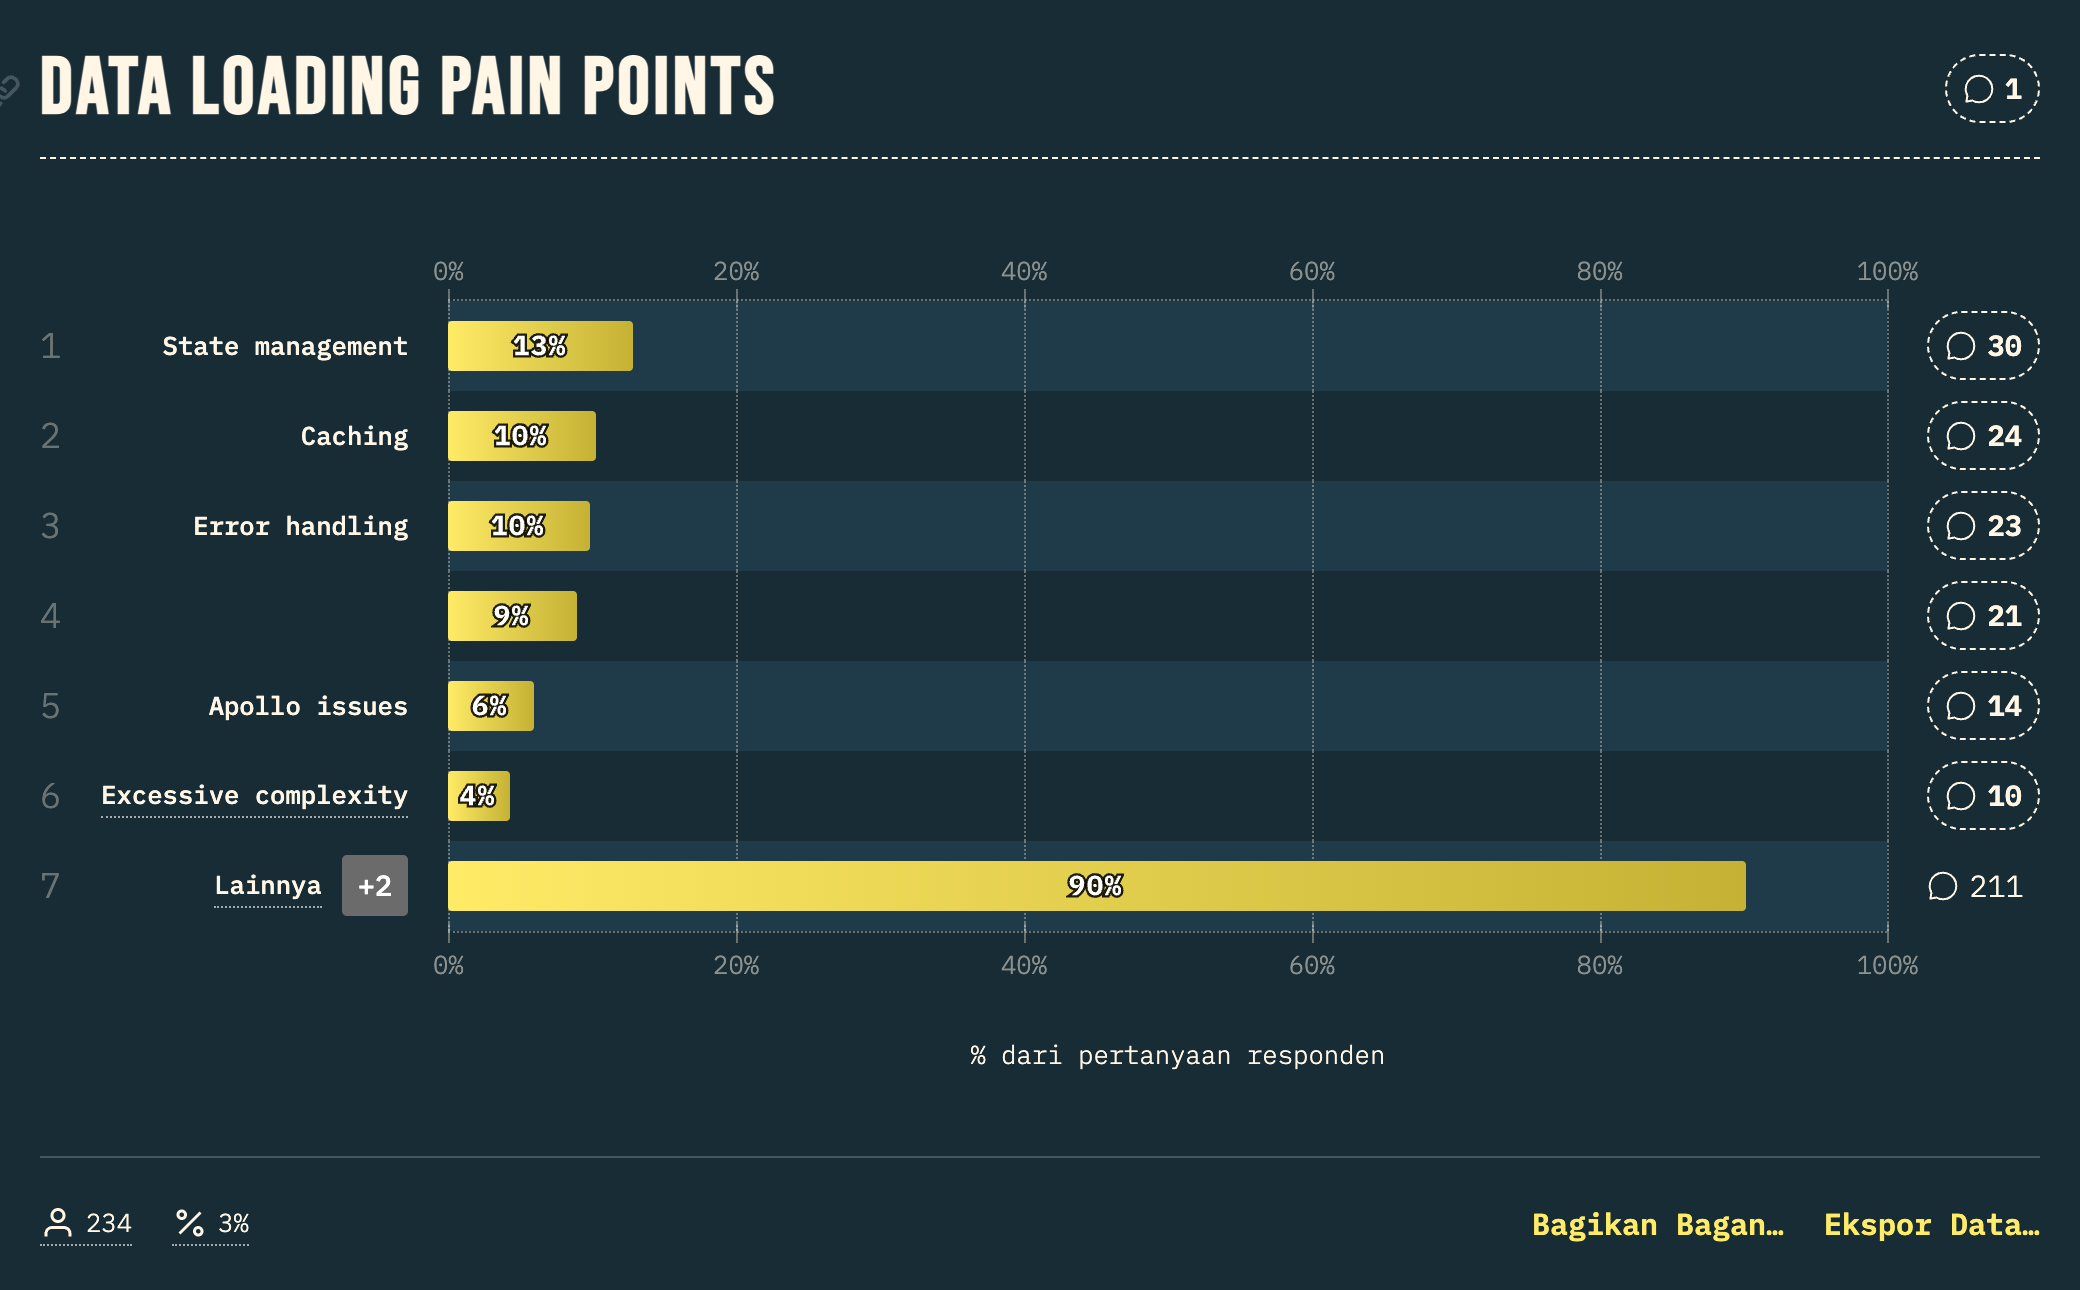 DATA LOADING PAIN POINTS
1
0% 20% 40% 60% 80% 100%
1 State management 13% 30
2 Caching 10% 24
3 Error handling 10% 23
4 9% 21
5 Apollo issues 6% 14
6 Excessive complexity 4% 10
7 Lainnya +2 90% 211
0% 20% 40% 60% 80% 100%
% dari pertanyaan responden
234 3% Bagikan Bagan… Ekspor Data…